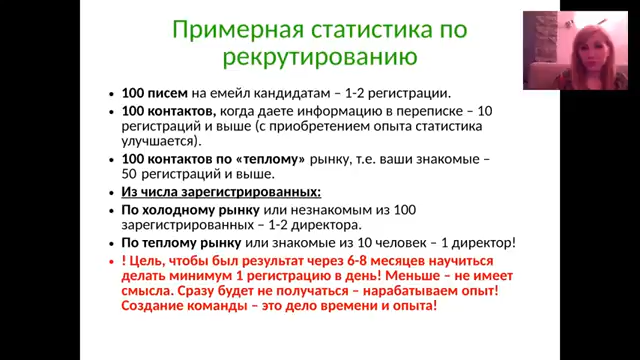 Примерная статистика по
рекрутированию
• 100 писем на емейл кандидатам – 1-2 регистрации.
• 100 контактов, когда даете информацию в переписке – 10
регистраций и выше (с приобретением опыта статистика
улучшается).
• 100 контактов по «теплому» рынку, т.е. ваши знакомые –
50 регистраций и выше.
• Из числа зарегистрированных:
• По холодному рынку или незнакомым из 100
зарегистрированных – 1-2 директора.
• По теплому рынку или знакомые из 10 человек – 1 директор!
• ! Цель, чтобы был результат через 6-8 месяцев научиться
делать минимум 1 регистрацию в день! Меньше – не имеет
смысла. Сразу будет не получаться – нарабатываем опыт!
Создание команды – это дело времени и опыта!